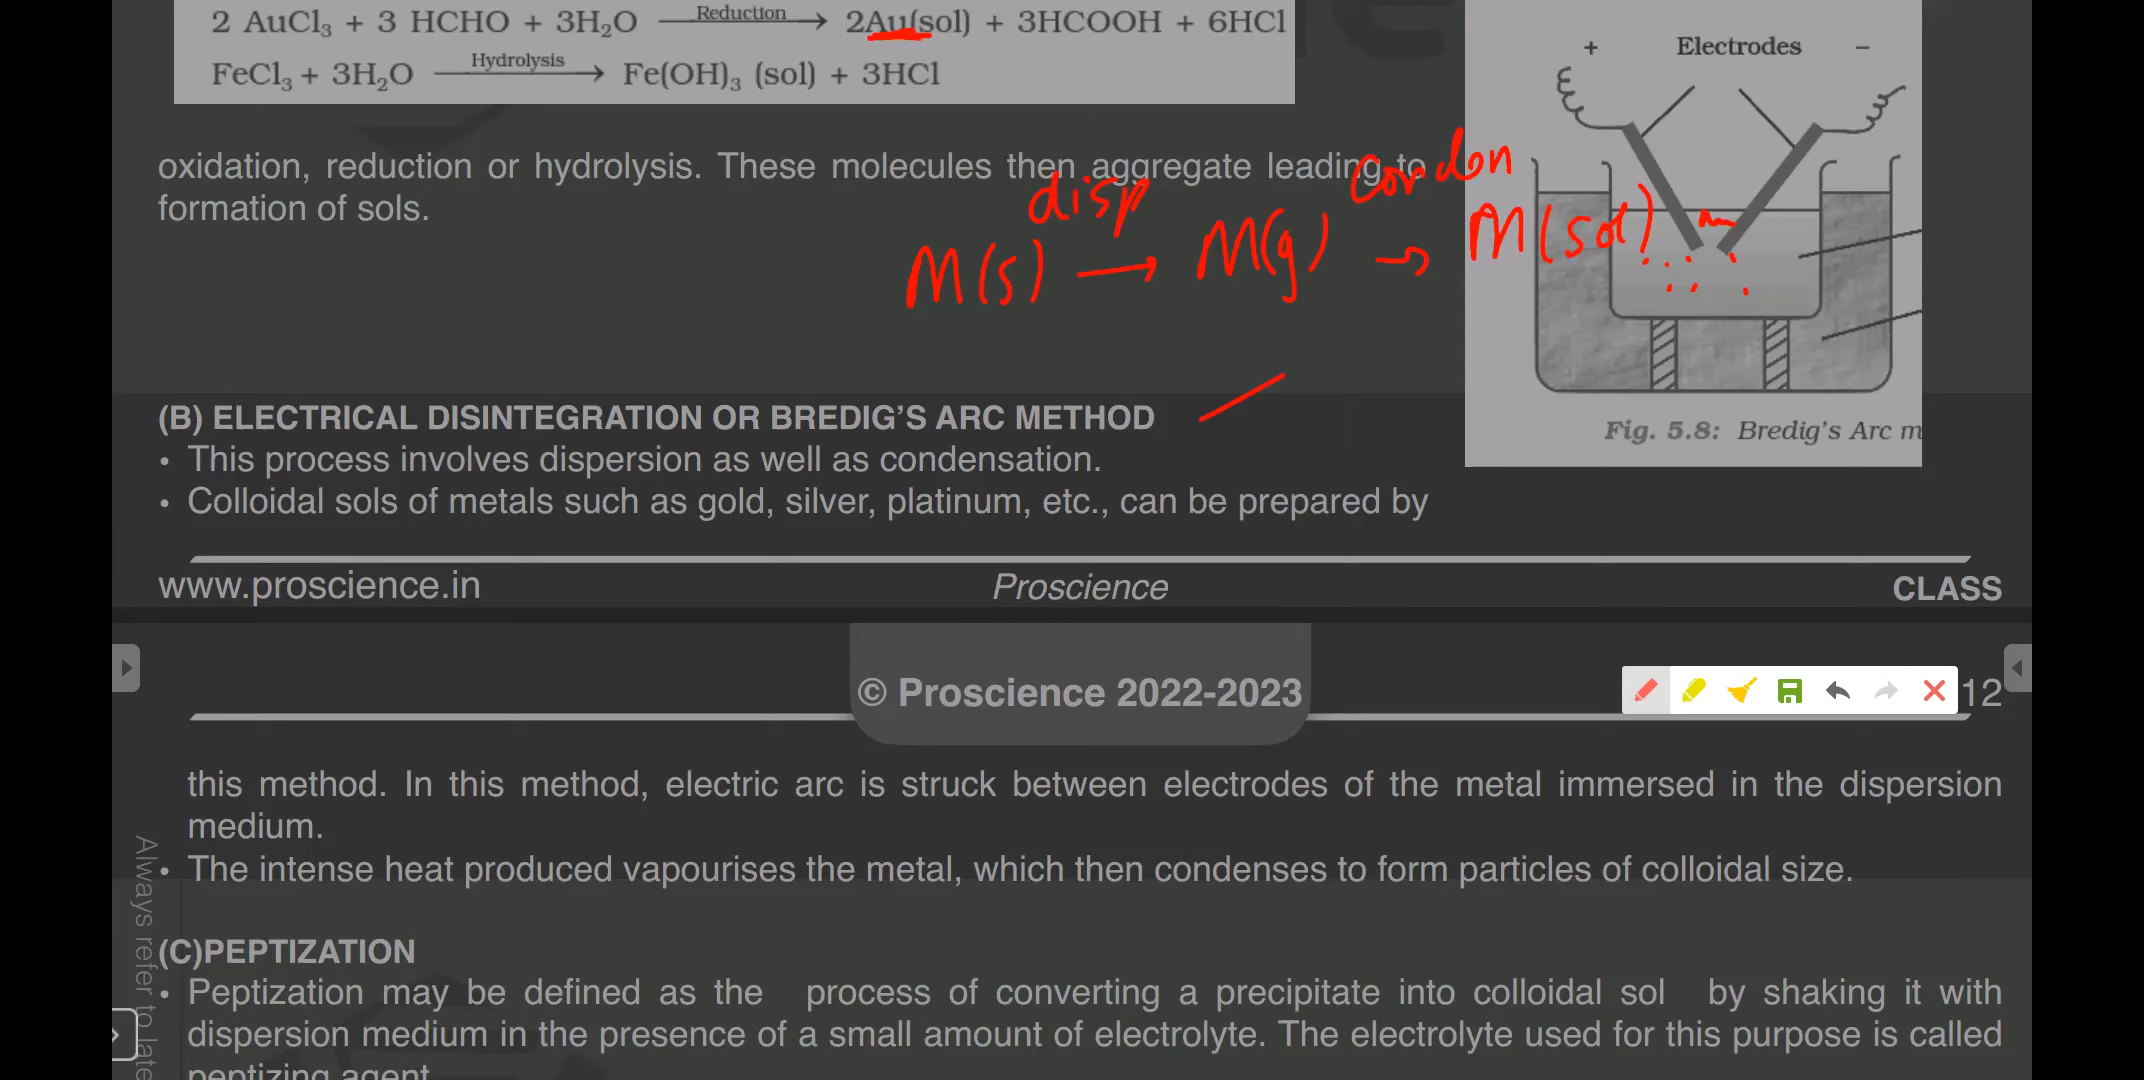 2 AuCl₃ + 3 HCHO + 3H₂O Reduction → 2Au(sol) + 3HCOOH + 6HCl
FeCl₃ + 3H₂O Hydrolysis → Fe(OH)₃ (sol) + 3HCl
+ Electrodes −
oxidation, reduction or hydrolysis. These molecules then aggregate leading to
formation of sols.
disp conden
M(s) → M(g) → M(sol)
(B) ELECTRICAL DISINTEGRATION OR BREDIG’S ARC METHOD
Fig. 5.8: Bredig's Arc m
• This process involves dispersion as well as condensation.
• Colloidal sols of metals such as gold, silver, platinum, etc., can be prepared by
www.proscience.in Proscience CLASS
© Proscience 2022-2023 12
this method. In this method, electric arc is struck between electrodes of the metal immersed in the dispersion
medium.
• The intense heat produced vapourises the metal, which then condenses to form particles of colloidal size.
(C)PEPTIZATION
• Peptization may be defined as the process of converting a precipitate into colloidal sol by shaking it with
dispersion medium in the presence of a small amount of electrolyte. The electrolyte used for this purpose is called
peptizing agent
Always refer to late